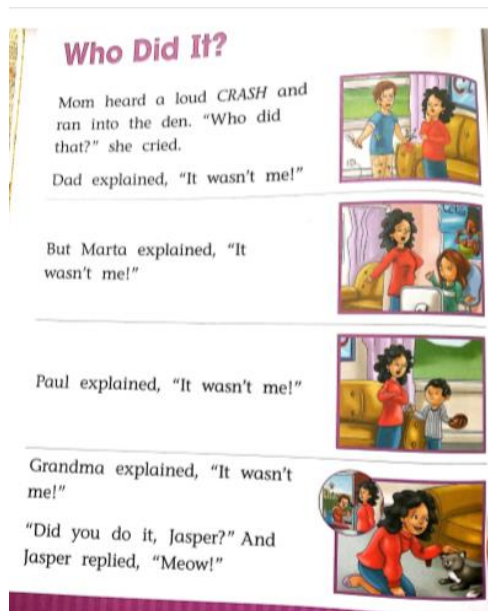 Who Did It?
Mom heard a loud CRASH and
ran into the den. “Who did
that?” she cried.
Dad explained, “It wasn’t me!”
But Marta explained, “It
wasn’t me!”
Paul explained, “It wasn’t me!”
Grandma explained, “It wasn’t
me!”
“Did you do it, Jasper?” And
Jasper replied, “Meow!”